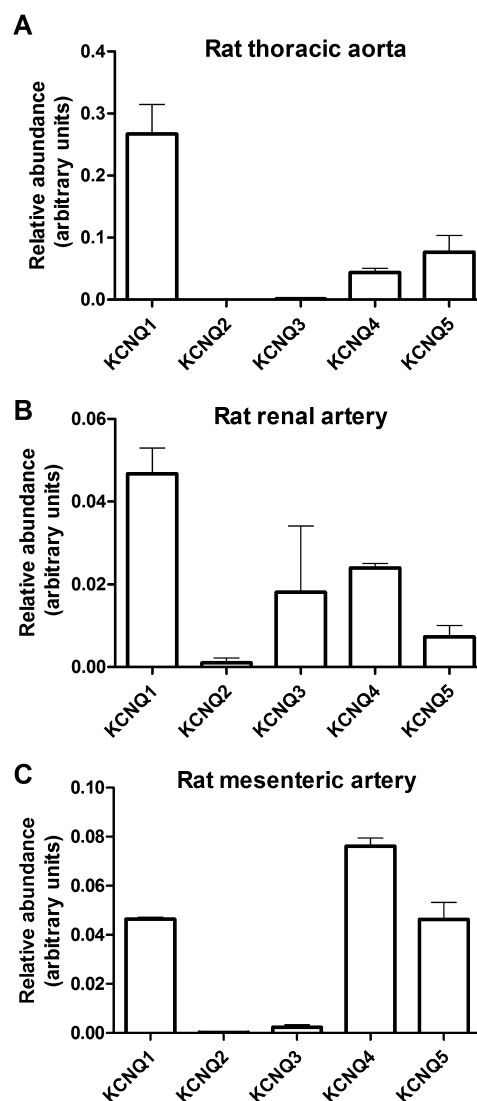 A
Rat thoracic aorta
Relative abundance
(arbitrary units)
0.4
0.3
0.2
0.1
0.0
KCNQ1
KCNQ2
KCNQ3
KCNQ4
KCNQ5
B
Rat renal artery
Relative abundance
(arbitrary units)
0.06
0.04
0.02
0.00
KCNQ1
KCNQ2
KCNQ3
KCNQ4
KCNQ5
C
Rat mesenteric artery
Relative abundance
(arbitrary units)
0.10
0.08
0.06
0.04
0.02
0.00
KCNQ1
KCNQ2
KCNQ3
KCNQ4
KCNQ5